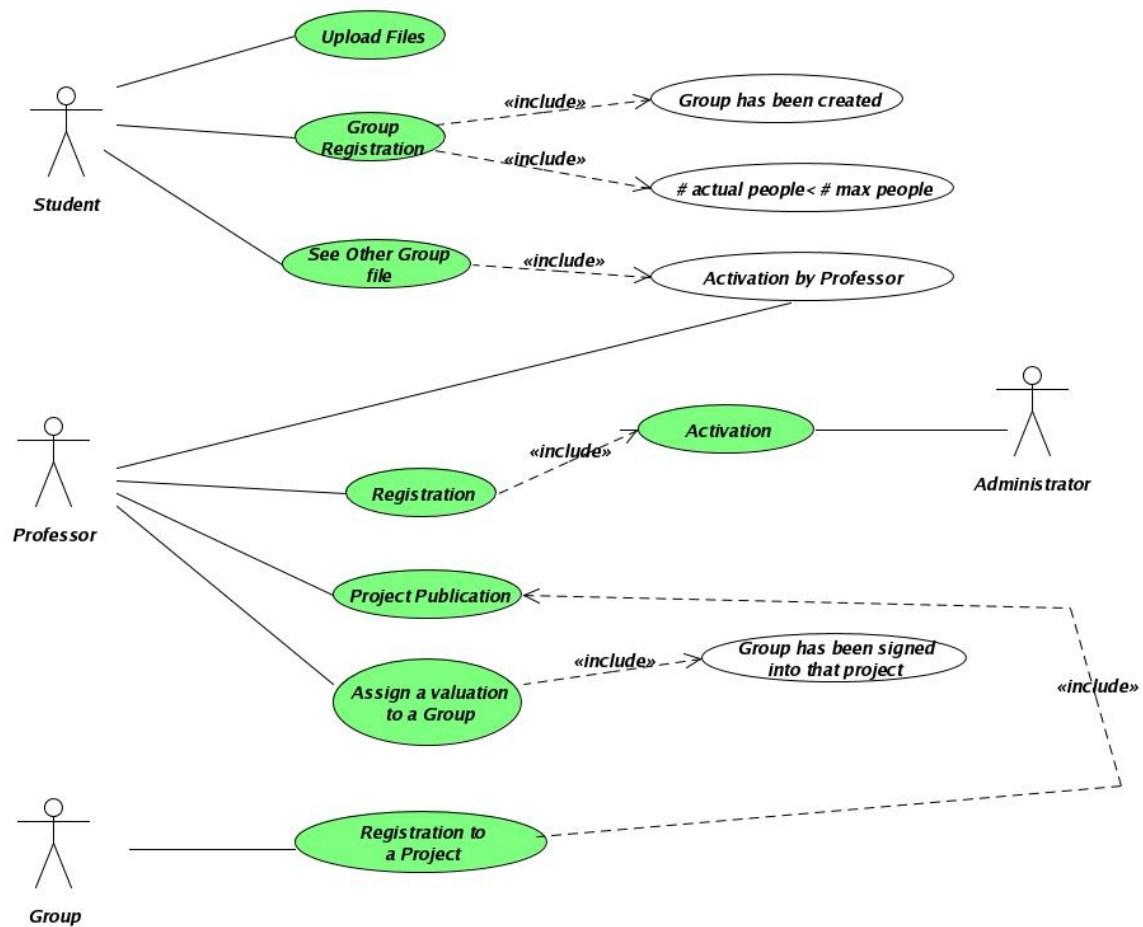 Upload Files
«include»
Group has been created
Group
Registration
«include»
# actual people< # max people
Student
See Other Group
file
«include»
Activation by Professor
Activation
«include»
Administrator
Registration
Professor
Project Publication
Group has been signed
into that project
«include»
Assign a valuation
to a Group
«include»
Registration to
a Project
Group